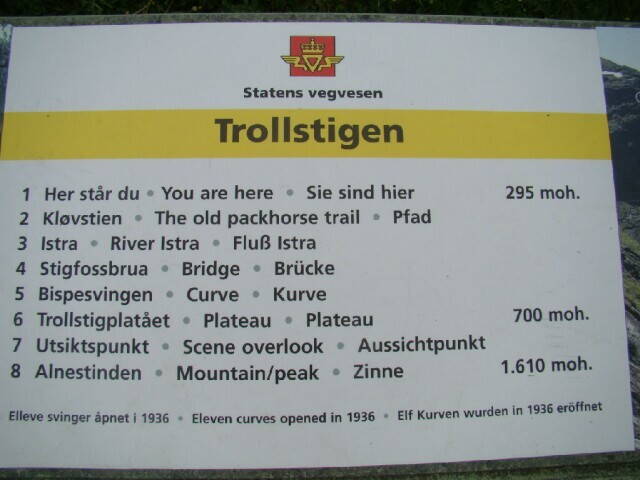 Statens vegvesen
Trollstigen
1 Her står du • You are here • Sie sind hier 295 moh.
2 Kløvstien • The old packhorse trail • Pfad
3 Istra • River Istra • Fluß Istra
4 Stigfossbrua • Bridge • Brücke
5 Bispesvingen • Curve • Kurve
6 Trollstigplatået • Plateau • Plateau 700 moh.
7 Utsiktspunkt • Scene overlook • Aussichtpunkt
8 Alnestinden • Mountain/peak • Zinne 1.610 moh.
Elleve svinger åpnet i 1936 • Eleven curves opened in 1936 • Elf Kurven wurden in 1936 eröffnet